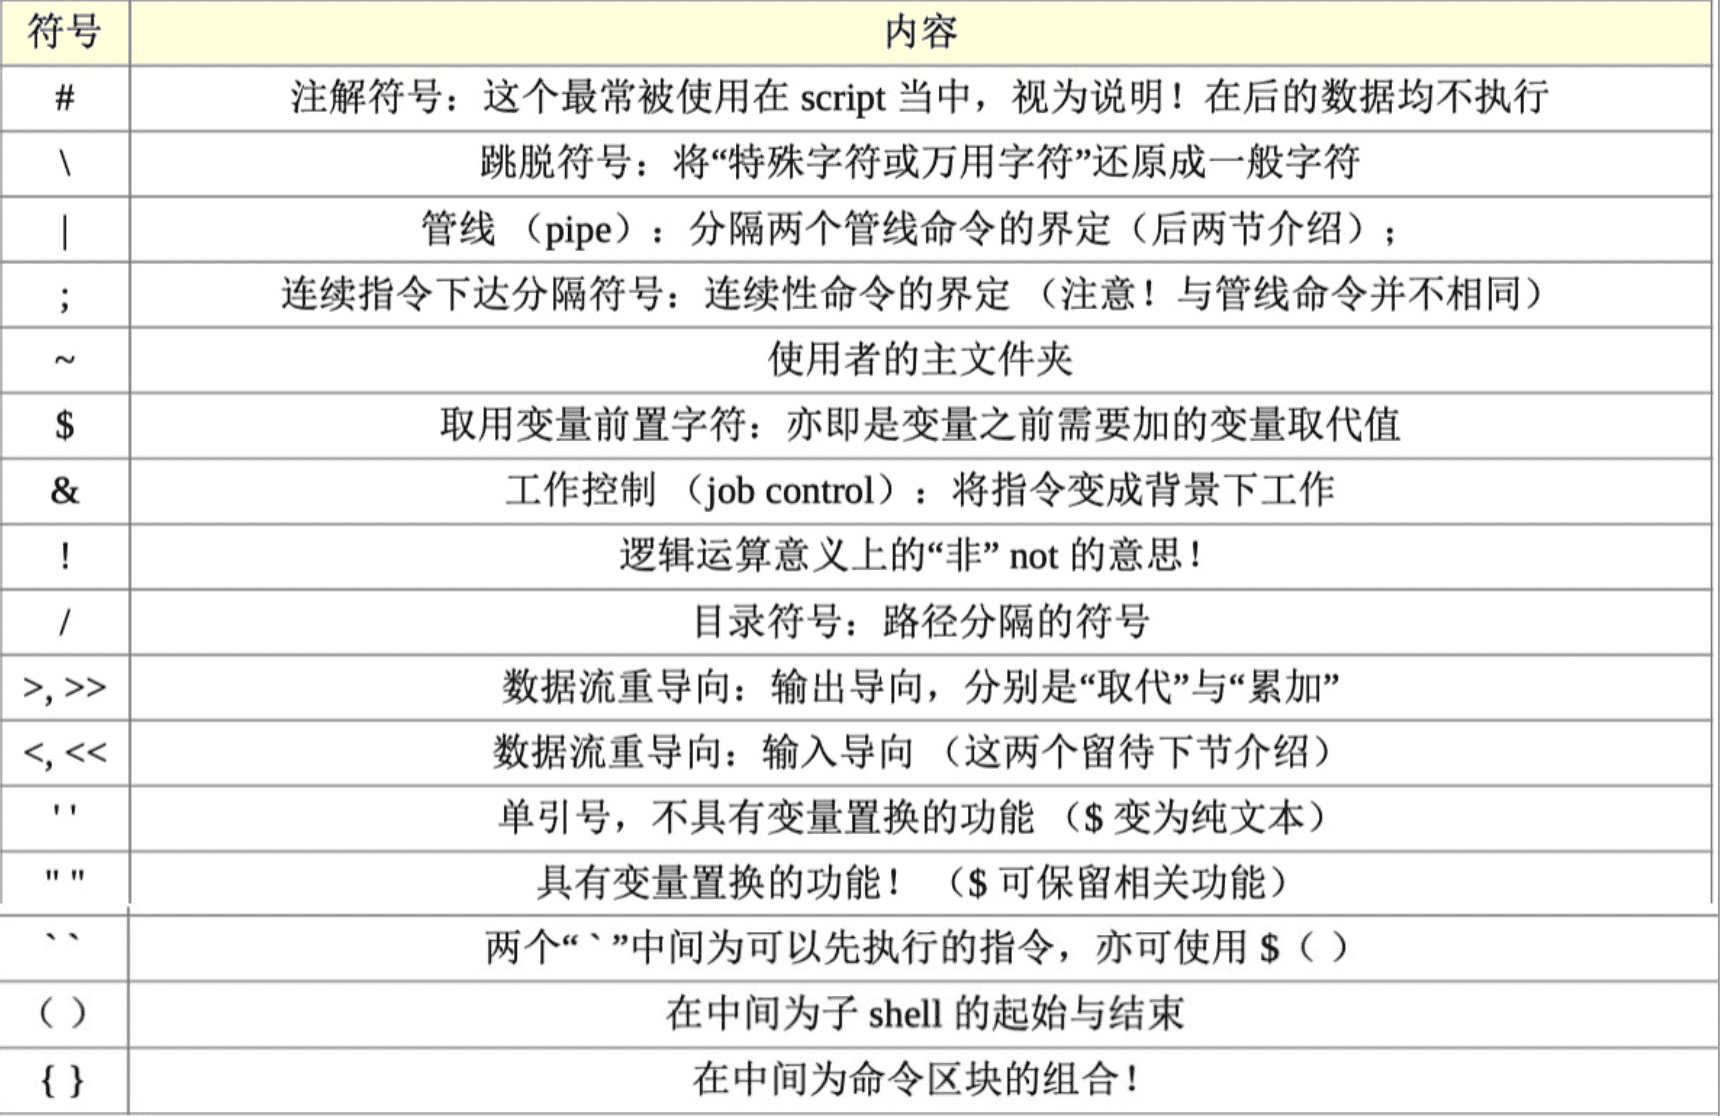 符号 内容
# 注解符号：这个最常被使用在 script 当中，视为说明！在后的数据均不执行
\ 跳脱符号：将“特殊字符或万用字符”还原成一般字符
| 管线 （pipe）：分隔两个管线命令的界定（后两节介绍）；
; 连续指令下达分隔符号：连续性命令的界定 （注意！与管线命令并不相同）
~ 使用者的主文件夹
$ 取用变量前置字符：亦即是变量之前需要加的变量取代值
& 工作控制 （job control）：将指令变成背景下工作
! 逻辑运算意义上的“非” not 的意思！
/ 目录符号：路径分隔的符号
>, >> 数据流重导向：输出导向，分别是“取代”与“累加”
<, << 数据流重导向：输入导向 （这两个留待下节介绍）
' ' 单引号，不具有变量置换的功能 （$ 变为纯文本）
" " 具有变量置换的功能！ （$ 可保留相关功能）
` ` 两个“ ` ”中间为可以先执行的指令，亦可使用 $（ ）
（ ） 在中间为子 shell 的起始与结束
{ } 在中间为命令区块的组合！